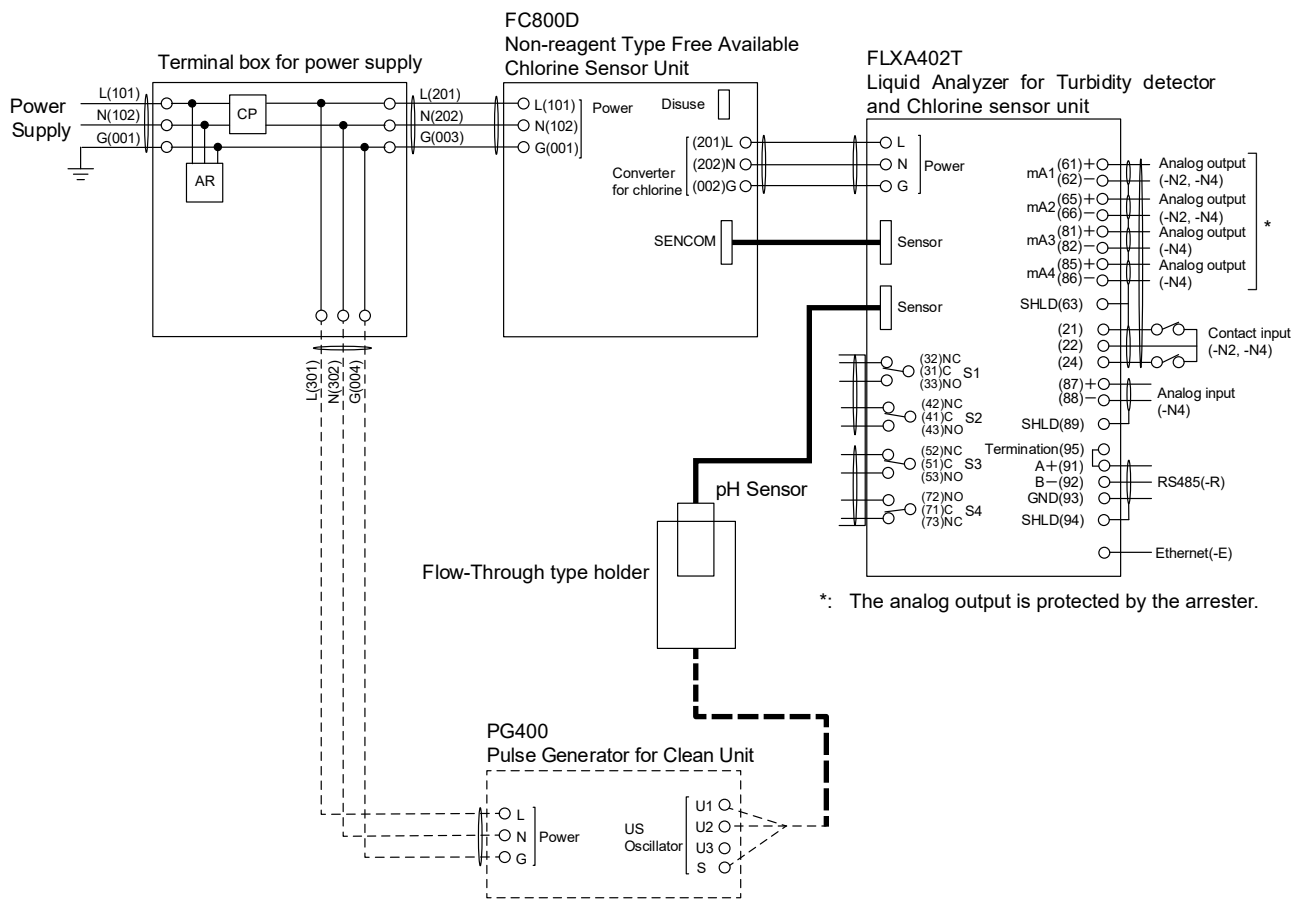 FC800D
Non-reagent Type Free Available
Chlorine Sensor Unit
FLXA402T
Liquid Analyzer for Turbidity detector
and Chlorine sensor unit
Terminal box for power supply
Power
Supply
L(101)
N(102)
G(001)
CP
AR
L(201)
N(202)
G(003)
L(101)
N(102)
G(001)
Power
Disuse
Converter
for chlorine
(201)L
(202)N
(002)G
SENCOM
L
N
G
Power
Sensor
Sensor
mA1
(61)+
(62)−
Analog output
(-N2, -N4)
mA2
(65)+
(66)−
Analog output
(-N2, -N4)
mA3
(81)+
(82)−
Analog output
(-N4)
mA4
(85)+
(86)−
Analog output
(-N4)
*
SHLD(63)
(21)
(22)
(24)
Contact input
(-N2, -N4)
(87)+
(88)−
Analog input
(-N4)
SHLD(89)
Termination(95)
A+(91)
B−(92)
GND(93)
RS485(-R)
SHLD(94)
Ethernet(-E)
(32)NC
(31)C S1
(33)NO
(42)NC
(41)C S2
(43)NO
(52)NC
(51)C S3
(53)NO
(72)NO
(71)C S4
(73)NC
L(301)
N(302)
G(004)
pH Sensor
Flow-Through type holder
*: The analog output is protected by the arrester.
PG400
Pulse Generator for Clean Unit
L
N
G
Power
US
Oscillator
U1
U2
U3
S